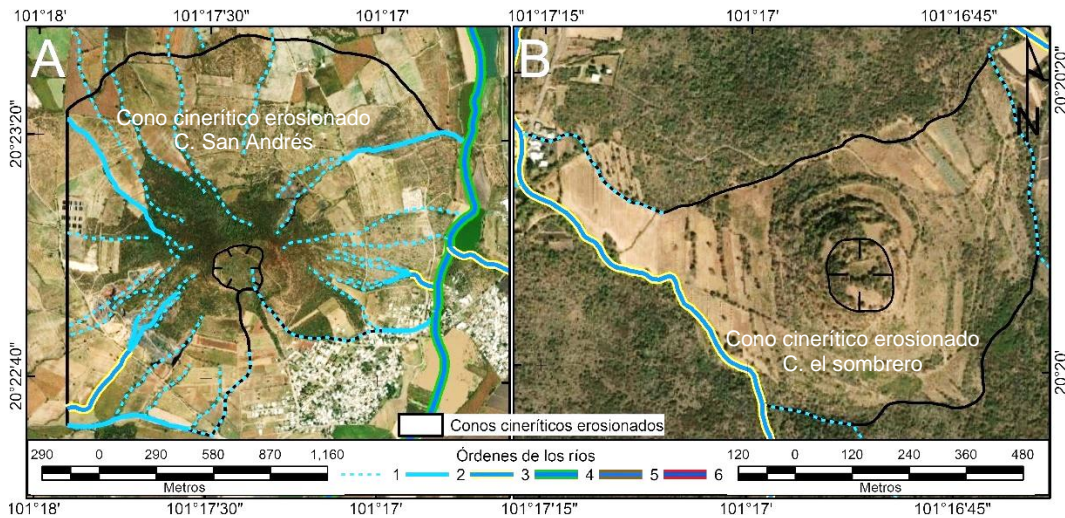 101°18'
101°17'30"
101°17'
101°17'15"
101°17'
101°16'45"
A
B
N
Cono cinerítico erosionado
C. San Andrés
20°23'20"
20°22'40"
20°20'20"
20°20'
Cono cinerítico erosionado
C. el sombrero
Conos cineríticos erosionados
Órdenes de los ríos
290 0 290 580 870 1,160
Metros
1 2 3 4 5 6
120 0 120 240 360 480
Metros
101°18'
101°17'30"
101°17'
101°17'15"
101°17'
101°16'45"